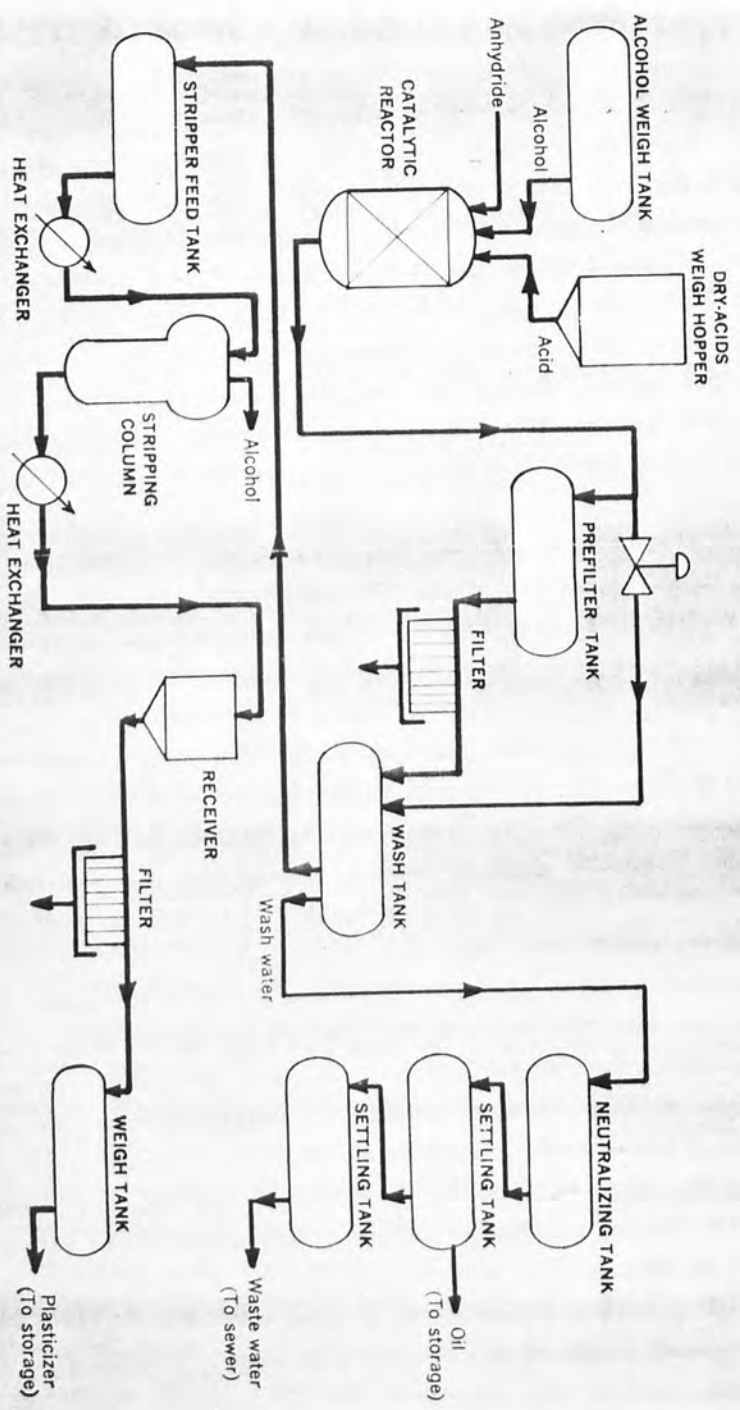 ALCOHOL WEIGH TANK
DRY-ACIDS
WEIGH HOPPER
Alcohol
Acid
Anhydride
CATALYTIC
REACTOR
PREFILTER TANK
FILTER
WASH TANK
Wash water
NEUTRALIZING TANK
SETTLING TANK
Oil
(To storage)
SETTLING TANK
Waste water
(To sewer)
STRIPPER FEED TANK
HEAT EXCHANGER
Alcohol
STRIPPING
COLUMN
HEAT EXCHANGER
RECEIVER
FILTER
WEIGH TANK
Plasticizer
(To storage)